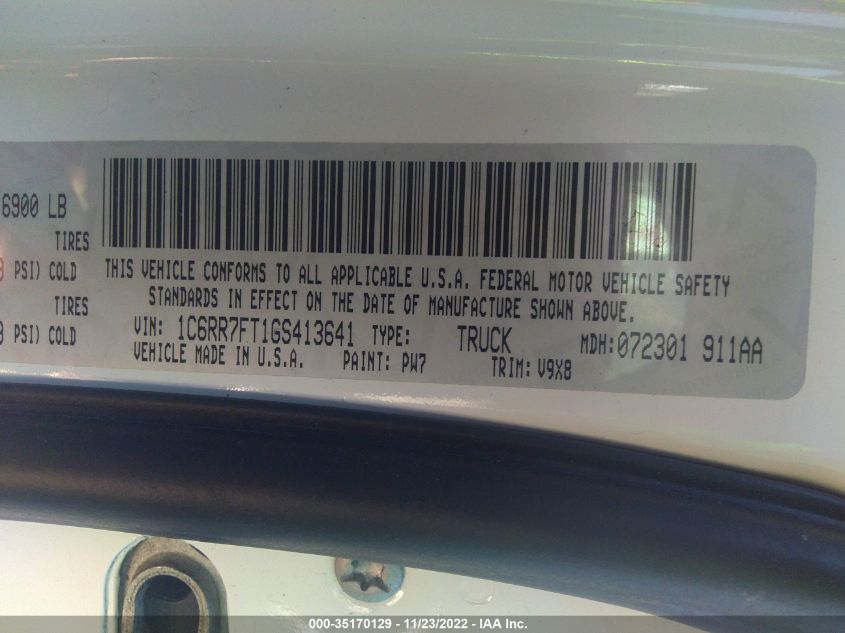 6900 LB
TIRES
PSI) COLD
TIRES
PSI) COLD
THIS VEHICLE CONFORMS TO ALL APPLICABLE U.S.A. FEDERAL MOTOR VEHICLE SAFETY
STANDARDS IN EFFECT ON THE DATE OF MANUFACTURE SHOWN ABOVE.
VIN: 1C6RR7FT1GS413641 TYPE: TRUCK MDH:072301 911AA
VEHICLE MADE IN U.S.A. PAINT: PW7 TRIM: V9X8
000-35170129 - 11/23/2022 - IAA Inc.